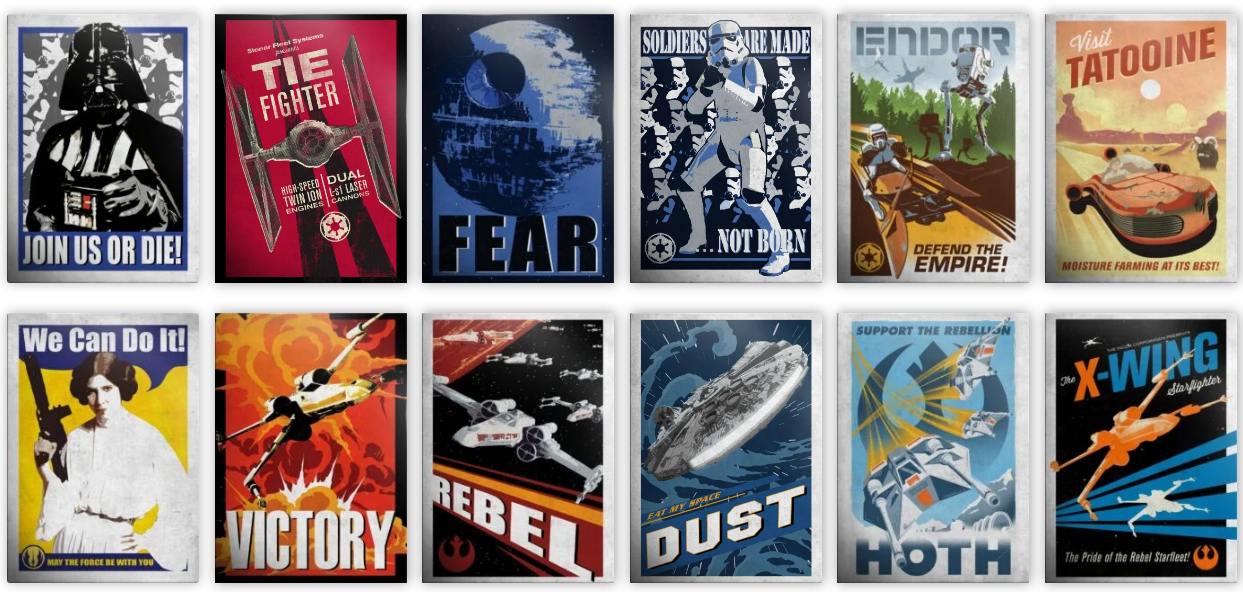 JOIN US OR DIE!
Sienar Fleet Systems
presents
TIE
FIGHTER
HIGH-SPEED
TWIN ION
ENGINES
DUAL
L-s1 LASER
CANNONS
FEAR
SOLDIERS ARE MADE
...NOT BORN
ENDOR
DEFEND THE
EMPIRE!
Visit
TATOOINE
MOISTURE FARMING AT ITS BEST!
We Can Do It!
MAY THE FORCE BE WITH YOU
VICTORY
REBEL
EAT MY SPACE
DUST
SUPPORT THE REBELLION
HOTH
The X-WING
Starfighter
The Pride of the Rebel Starfleet!